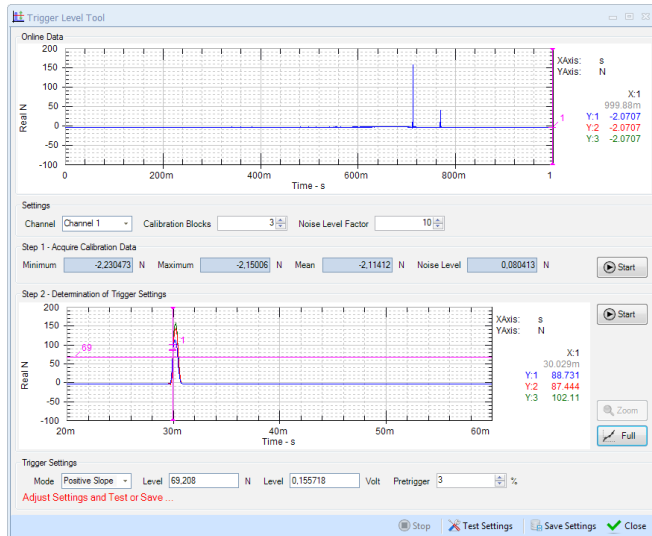 Trigger Level Tool
Online Data
200
150
100
50
0
-50
-100
Real N
0 200m 400m 600m 800m 1
Time - s
1
XAxis: s
YAxis: N
X:1
999.88m
Y:1 -2.0707
Y:2 -2.0707
Y:3 -2.0707
Settings
Channel Channel 1 Calibration Blocks 3 Noise Level Factor 10
Step 1 - Acquire Calibration Data
Minimum -2,230473 N Maximum -2,15006 N Mean -2,11412 N Noise Level 0,080413 N Start
Step 2 - Determination of Trigger Settings
200
150
100
50
0
-50
-100
Real N
69
1
20m 30m 40m 50m 60m
Time - s
XAxis: s
YAxis: N
X:1
30.029m
Y:1 88.731
Y:2 87.444
Y:3 102.11
Start
Zoom
Full
Trigger Settings
Mode Positive Slope Level 69,208 N Level 0,155718 Volt Pretrigger 3 %
Adjust Settings and Test or Save ...
Stop Test Settings Save Settings Close